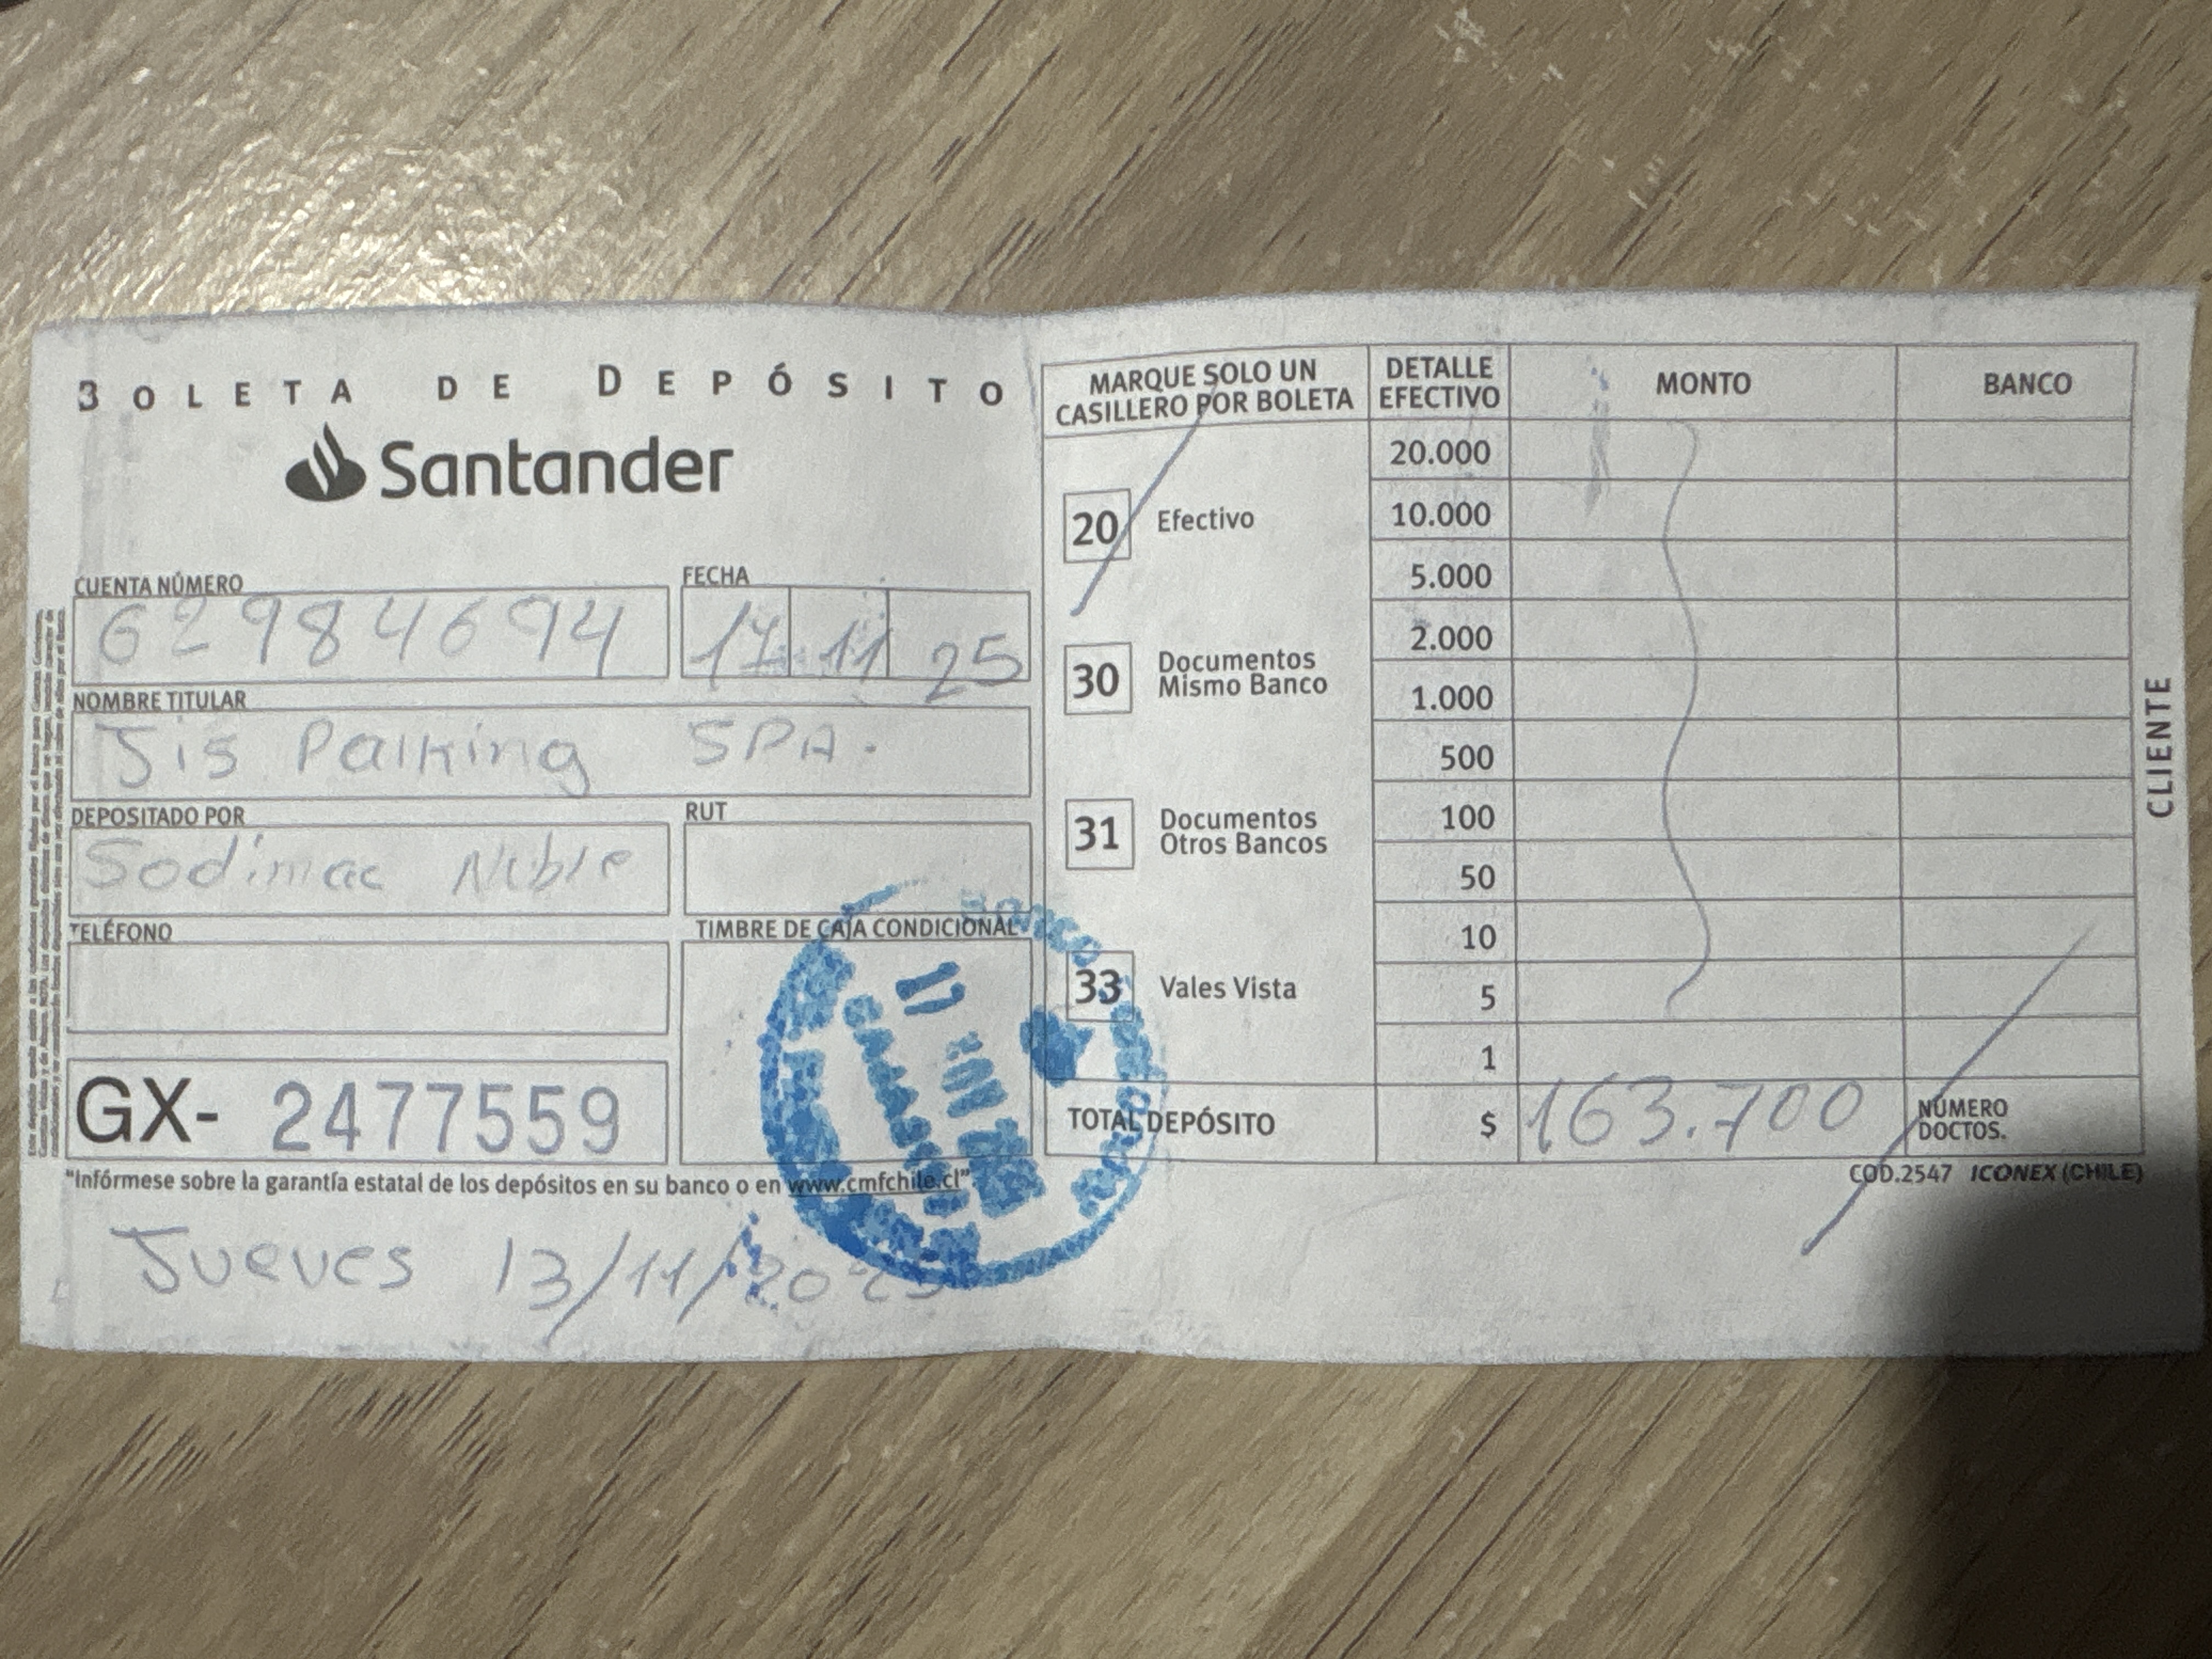 BOLETA DE DEPÓSITO
Santander
CUENTA NÚMERO
62984694
FECHA
17 11 25
NOMBRE TITULAR
Jis Parking SPA.
DEPOSITADO POR
Sodimac Ñuble
RUT
TELÉFONO
TIMBRE DE CAJA CONDICIONAL
GX- 2477559
"Infórmese sobre la garantía estatal de los depósitos en su banco o en www.cmfchile.cl"
Jueves 13/11/2025
MARQUE SOLO UN CASILLERO POR BOLETA
20 Efectivo
30 Documentos Mismo Banco
31 Documentos Otros Bancos
33 Vales Vista
DETALLE EFECTIVO
MONTO
BANCO
20.000
10.000
5.000
2.000
1.000
500
100
50
10
5
1
TOTAL DEPÓSITO $ 163.700
NÚMERO DOCTOS.
COD.2547 ICONEX (CHILE)
CLIENTE
Banco
17 NOV